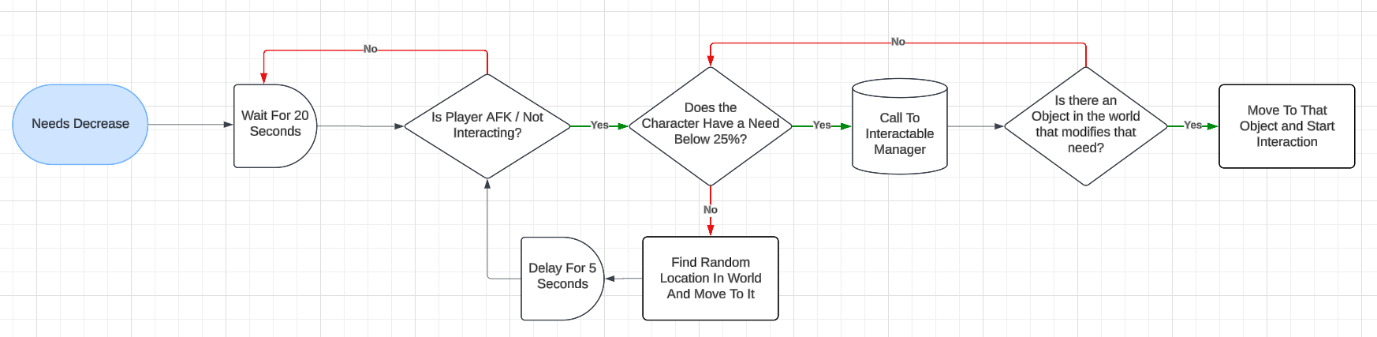 No
No
Needs Decrease
Wait For 20
Seconds
Is Player AFK / Not
Interacting?
Yes
Does the
Character Have a Need
Below 25%?
Yes
Call To
Interactable
Manager
Is there an
Object in the world
that modifies that
need?
Yes
Move To That
Object and Start
Interaction
No
Delay For 5
Seconds
Find Random
Location In World
And Move To It